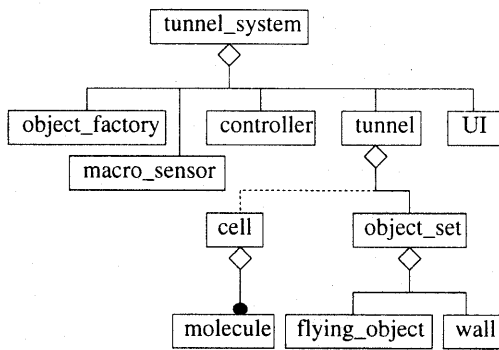 tunnel_system
object_factory
controller
tunnel
UI
macro_sensor
cell
object_set
molecule
flying_object
wall